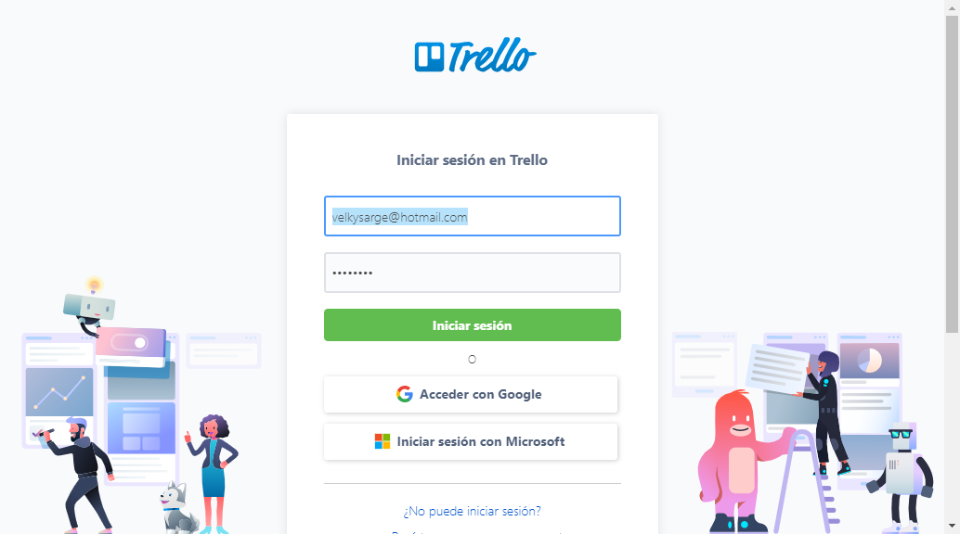 Trello
Iniciar sesión en Trello
velkysarge@hotmail.com
••••••••
Iniciar sesión
O
Acceder con Google
Iniciar sesión con Microsoft
¿No puede iniciar sesión?